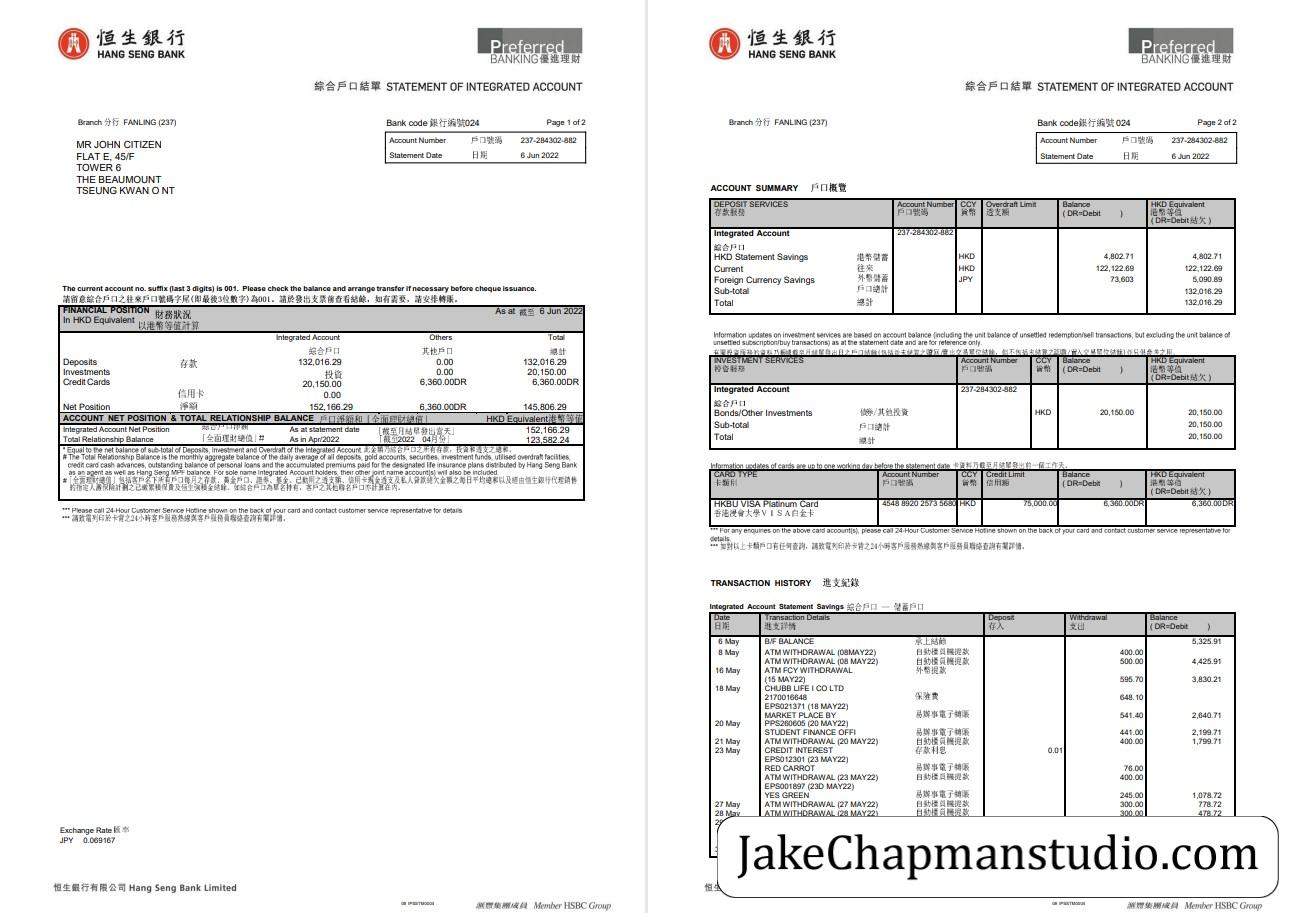 恒生銀行
HANG SENG BANK
Preferred
BANKING優進理財
綜合戶口結單 STATEMENT OF INTEGRATED ACCOUNT
Branch 分行 FANLING (237)
Bank code銀行編號024 Page 1 of 2
Account Number 戶口號碼 237-284302-882
Statement Date 日期 6 Jun 2022
MR JOHN CITIZEN
FLAT E, 45/F
TOWER 6
THE BEAUMOUNT
TSEUNG KWAN O NT
The current account no. suffix (last 3 digits) is 001. Please check the balance and arrange transfer if necessary before cheque issuance.
請留意綜合戶口之往來戶口號碼字尾(即最後3位數字)為001。請於發出支票前查看結餘，如有需要，請安排轉賬。
FINANCIAL POSITION 財務狀況 As at 截至 6 Jun 2022
In HKD Equivalent 以港幣等值計算
Integrated Account Others Total
綜合戶口 其他戶口 總計
Deposits 存款 132,016.29 0.00 132,016.29
Investments 投資 20,150.00 0.00 20,150.00
Credit Cards 信用卡 0.00 6,360.00DR 6,360.00DR
Net Position 淨額 152,166.29 6,360.00DR 145,806.29
ACCOUNT NET POSITION & TOTAL RELATIONSHIP BALANCE 戶口淨額和「全面理財總值」 HKD Equivalent港幣等值
Integrated Account Net Position 綜合戶口淨額 As at statement date 「截至月結單發出當天」 152,166.29
Total Relationship Balance 「全面理財總值」# As in Apr/2022 「截至2022 04月份」 123,582.24
* Equal to the net balance of sub-total of Deposits, Investment and Overdraft of the Integrated Account. 此金額乃綜合戶口之所有存款，投資和透支之總和。
# The Total Relationship Balance is the monthly aggregate balance of the daily average of all deposits, gold accounts, securities, investment funds, utilised overdraft facilities,
credit card cash advances, outstanding balance of personal loans and the accumulated premiums paid for the designated life insurance plans distributed by Hang Seng Bank
as an agent as well as Hang Seng MPF balance. For sole name Integrated Account holders, their other joint name account(s) will also be included.
*** Please call 24-Hour Customer Service Hotline shown on the back of your card and contact customer service representative for details
*** 請致電列印於卡背之24小時客戶服務熱線與客戶服務員聯絡查詢有關詳情。
Exchange Rate 匯率
JPY 0.069167
恒生銀行有限公司 Hang Seng Bank Limited
滙豐集團成員 Member HSBC Group
恒生銀行
HANG SENG BANK
Preferred
BANKING優進理財
綜合戶口結單 STATEMENT OF INTEGRATED ACCOUNT
Branch 分行 FANLING (237)
Bank code銀行編號024 Page 2 of 2
Account Number 戶口號碼 237-284302-882
Statement Date 日期 6 Jun 2022
ACCOUNT SUMMARY 戶口概覽
DEPOSIT SERVICES Account Number CCY Overdraft Limit Balance HKD Equivalent
存款服務 戶口號碼 貨幣 透支額 ( DR=Debit ) 港幣等值
( DR=Debit 結欠 )
Integrated Account 237-284302-882
綜合戶口
HKD Statement Savings 港幣儲蓄 HKD 4,802.71 4,802.71
Current 往來 HKD 122,122.69 122,122.69
Foreign Currency Savings 外幣儲蓄 JPY 73,603 5,090.89
Sub-total 戶口總計 132,016.29
Total 總計 132,016.29
Information updates on investment services are based on account balance (including the unit balance of unsettled redemption/sell transactions, but excluding the unit balance of
unsettled subscription/buy transactions) as at the statement date and are for reference only.
INVESTMENT SERVICES Account Number CCY Balance HKD Equivalent
投資服務 戶口號碼 貨幣 ( DR=Debit ) 港幣等值
( DR=Debit 結欠 )
Integrated Account 237-284302-882
綜合戶口
Bonds/Other Investments 債券/其他投資 HKD 20,150.00 20,150.00
Sub-total 戶口總計 20,150.00
Total 總計 20,150.00
Information updates of cards are up to one working day before the statement date. 卡資料乃截至月結單發出前一個工作天。
CARD TYPE Account Number CCY Credit Limit Balance HKD Equivalent
卡類別 戶口號碼 貨幣 信用額 ( DR=Debit ) 港幣等值
( DR=Debit 結欠 )
HKBU VISA Platinum Card 4548 8920 2573 5680 HKD 75,000.00 6,360.00DR 6,360.00DR
香港浸會大學ＶＩＳＡ白金卡
*** For any enquiries on the above card account(s), please call 24-Hour Customer Service Hotline shown on the back of your card and contact customer service representative for
details.
*** 如對以上卡類戶口有任何查詢，請致電列印於卡背之24小時客戶服務熱線與客戶服務員聯絡查詢有關詳情。
TRANSACTION HISTORY 進支紀錄
Integrated Account Statement Savings 綜合戶口 — 儲蓄戶口
Date Transaction Details Deposit Withdrawal Balance
日期 進支詳情 存入 支出 ( DR=Debit )
6 May B/F BALANCE 承上結餘 5,325.91
8 May ATM WITHDRAWAL (08MAY22) 自動櫃員機提款 400.00
ATM WITHDRAWAL (08 MAY22) 自動櫃員機提款 500.00 4,425.91
16 May ATM FCY WITHDRAWAL 外幣提款
(15 MAY22) 595.70 3,830.21
18 May CHUBB LIFE I CO LTD
2170016648 保險費 648.10
EPS021371 (18 MAY22)
MARKET PLACE BY 易辦事電子轉賬 541.40 2,640.71
20 May PPS260605 (20 MAY22)
STUDENT FINANCE OFFI 易辦事電子轉賬 441.00 2,199.71
21 May ATM WITHDRAWAL (20 MAY22) 自動櫃員機提款 400.00 1,799.71
23 May CREDIT INTEREST 存款利息 0.01
EPS012301 (23 MAY22)
RED CARROT 易辦事電子轉賬 76.00
ATM WITHDRAWAL (23 MAY22) 自動櫃員機提款 400.00
EPS001897 (23D MAY22)
YES GREEN 易辦事電子轉賬 245.00 1,078.72
27 May ATM WITHDRAWAL (27 MAY22) 自動櫃員機提款 300.00 778.72
28 May ATM WITHDRAWAL (28 MAY22) 自動櫃員機提款 300.00 478.72
JakeChapmanstudio.com
滙豐集團成員 Member HSBC Group